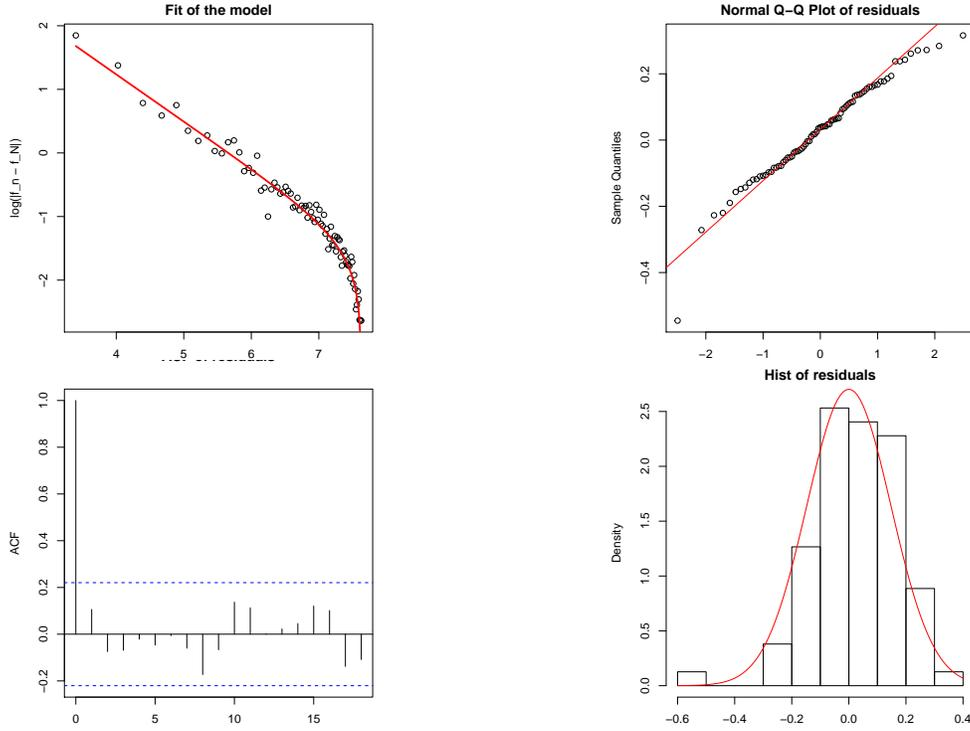 Fit of the model
log(|f_n − f_N|)
2
1
0
−1
−2
4 5 6 7
Normal Q−Q Plot of residuals
Sample Quantiles
0.2
0.0
−0.2
−0.4
−2 −1 0 1 2
ACF
1.0
0.8
0.6
0.4
0.2
0.0
−0.2
0 5 10 15
Hist of residuals
Density
2.5
2.0
1.5
1.0
0.5
0.0
−0.6 −0.4 −0.2 0.0 0.2 0.4